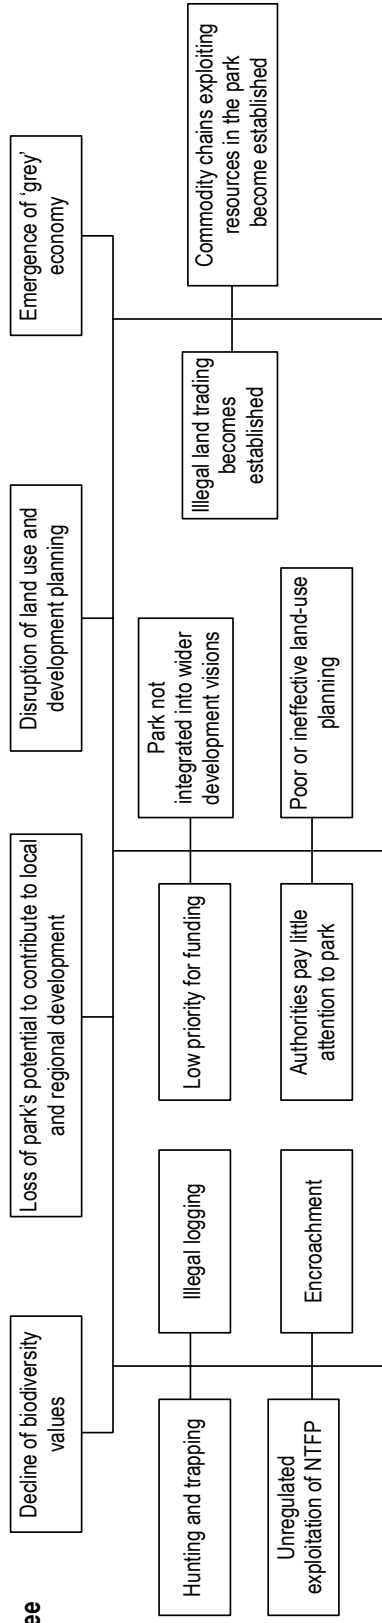 ee
Decline of biodiversity
values
Loss of park's potential to contribute to local
and regional development
Disruption of land use and
development planning
Emergence of ‘grey’
economy
Hunting and trapping
Illegal logging
Low priority for funding
Park not
integrated into wider
development visions
Illegal land trading
becomes
established
Commodity chains exploiting
resources in the park
become established
Unregulated
exploitation of NTFP
Encroachment
Authorities pay little
attention to park
Poor or ineffective land-use
planning